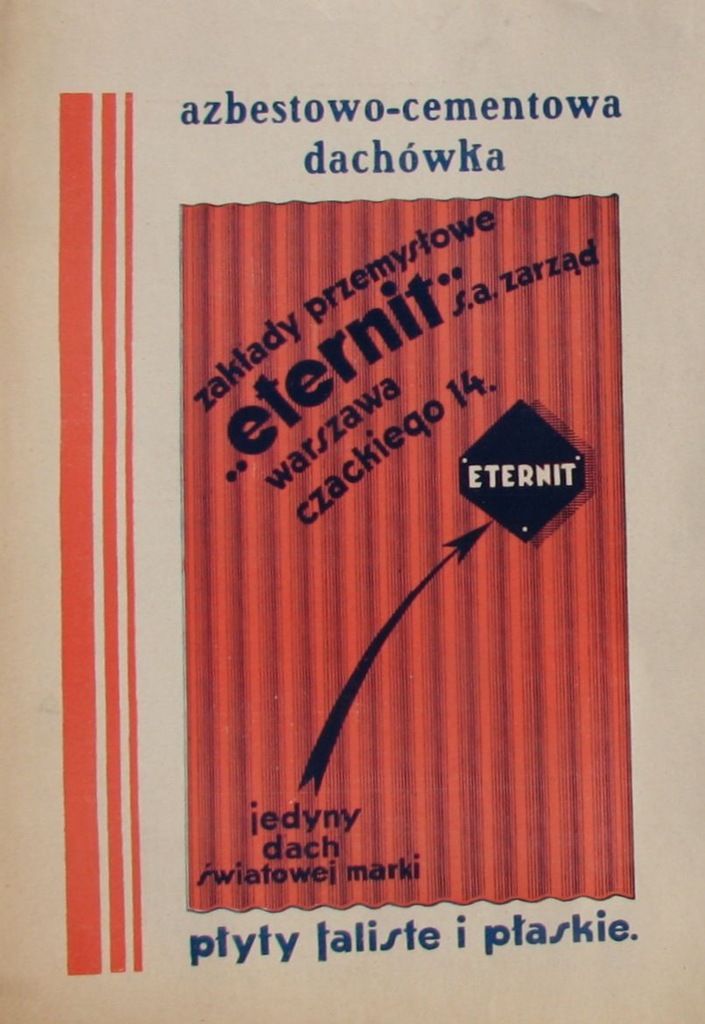 azbestowo-cementowa
dachówka
zakłady przemysłowe
„eternit” s.a. zarząd
warszawa
czackiego 14.
ETERNIT
jedyny
dach
światowej marki
płyty faliste i płaskie.